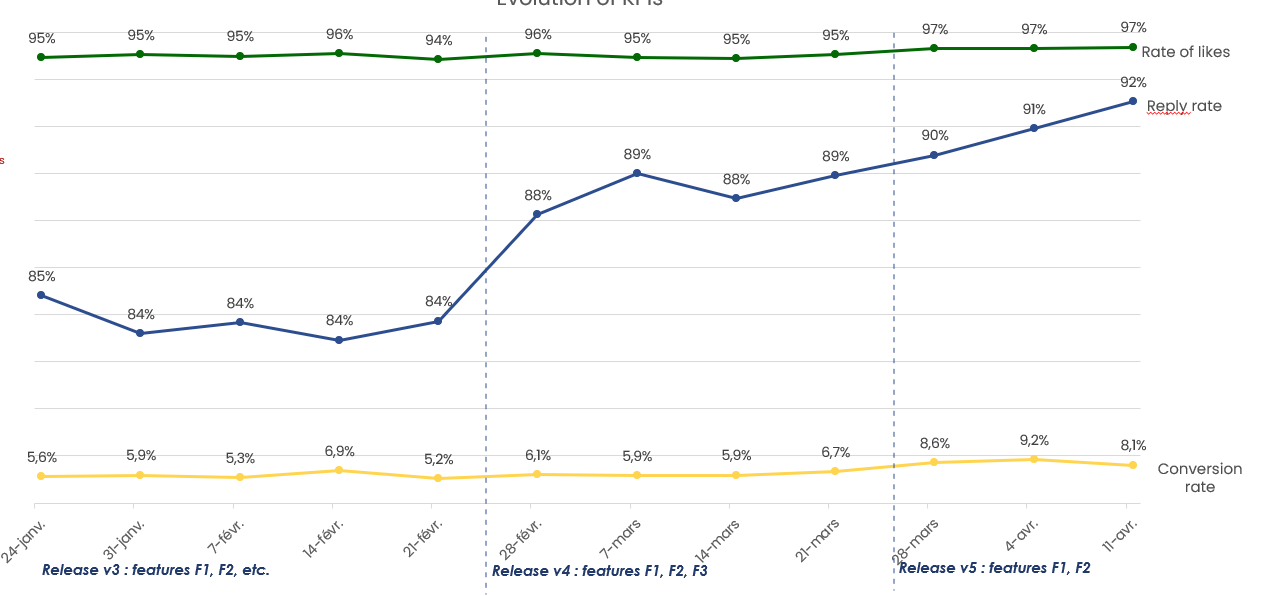 Evolution of KPIs
95% 95% 95% 96% 94% 96% 95% 95% 95% 97% 97% 97%
Rate of likes
85% 84% 84% 84% 84% 88% 89% 88% 89% 90% 91% 92%
Reply rate
s
5,6% 5,9% 5,3% 6,9% 5,2% 6,1% 5,9% 5,9% 6,7% 8,6% 9,2% 8,1%
Conversion
rate
24-janv. 31-janv. 7-févr. 14-févr. 21-févr. 28-févr. 7-mars 14-mars 21-mars 28-mars 4-avr. 11-avr.
Release v3 : features F1, F2, etc.
Release v4 : features F1, F2, F3
Release v5 : features F1, F2